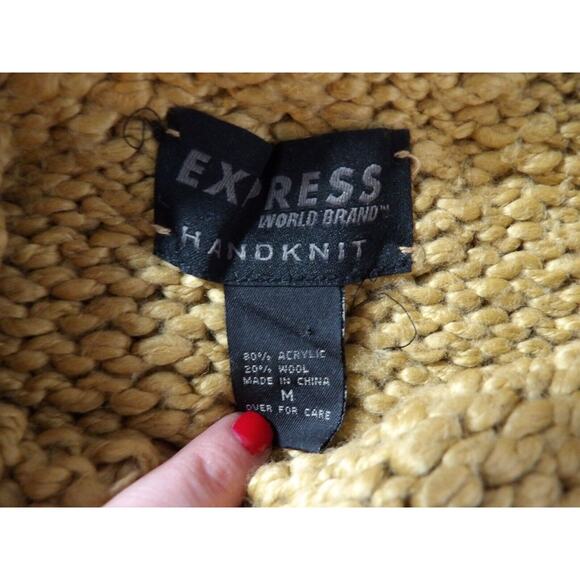 EXPRESS
WORLD BRAND™
HANDKNIT
80% ACRYLIC
20% WOOL
MADE IN CHINA
M
OVER FOR CARE